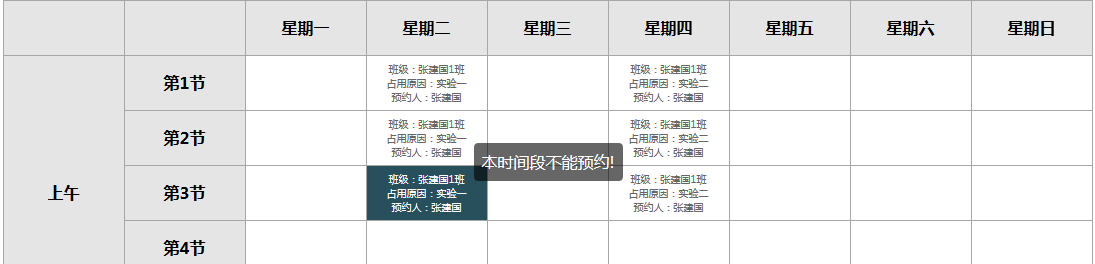 星期一 星期二 星期三 星期四 星期五 星期六 星期日
上午
第1节
班级：张建国1班
占用原因：实验一
预约人：张建国
班级：张建国1班
占用原因：实验二
预约人：张建国
第2节
班级：张建国1班
占用原因：实验一
预约人：张建国
班级：张建国1班
占用原因：实验二
预约人：张建国
本时间段不能预约!
第3节
班级：张建国1班
占用原因：实验一
预约人：张建国
班级：张建国1班
占用原因：实验二
预约人：张建国
第4节